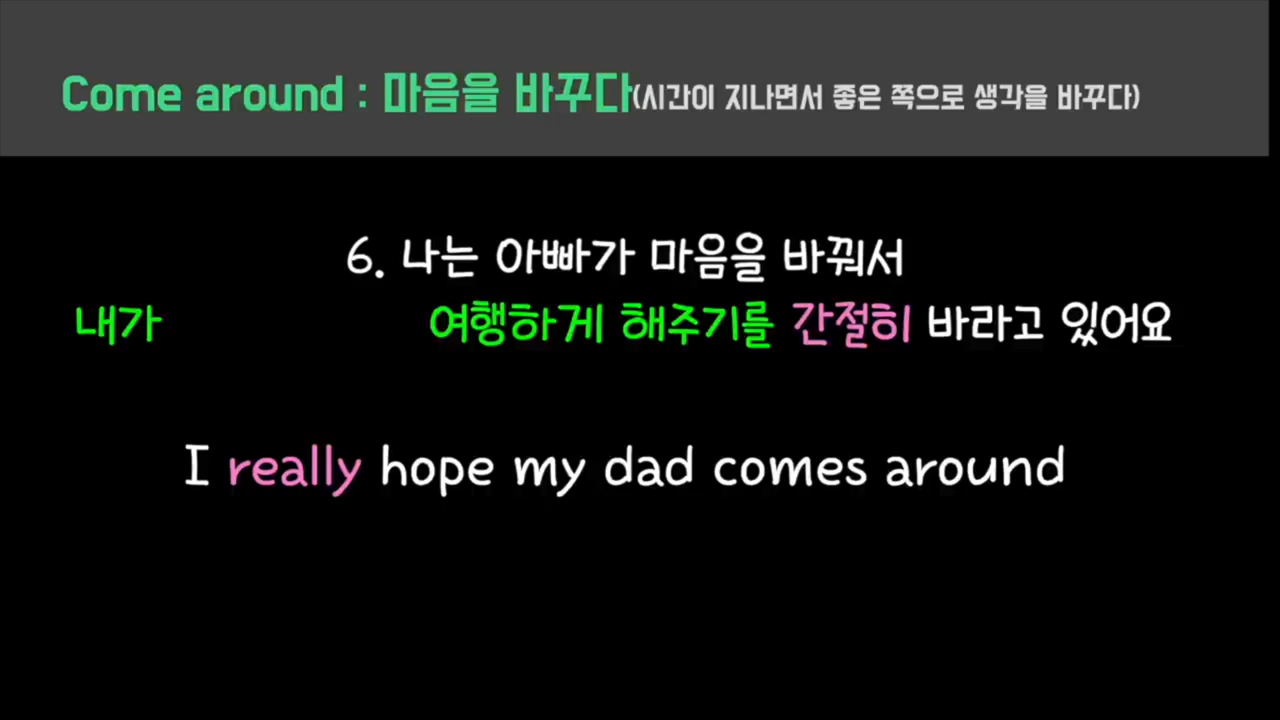 Come around : 마음을 바꾸다(시간이 지나면서 좋은 쪽으로 생각을 바꾸다)
6. 나는 아빠가 마음을 바꿔서
내가 여행하게 해주기를 간절히 바라고 있어요
I really hope my dad comes around